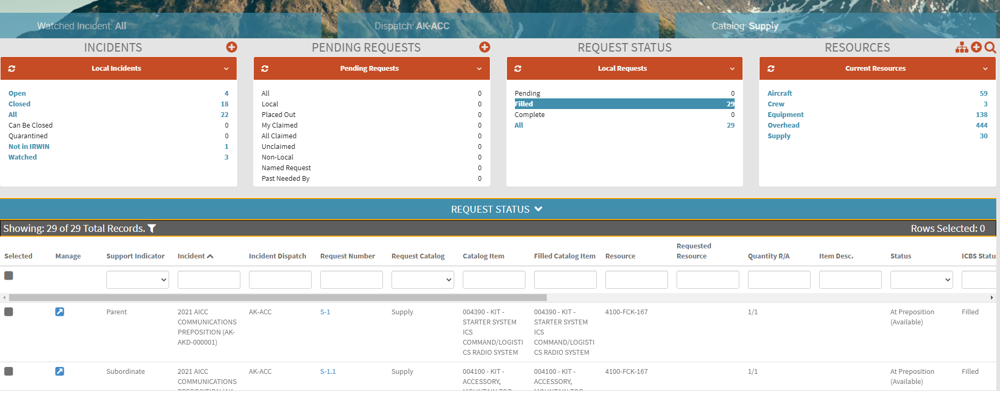 Watched Incident: All
Dispatch: AK-ACC
Catalog: Supply
INCIDENTS
Local Incidents
Open 4
Closed 18
All 22
Can Be Closed 0
Quarantined 0
Not in IRWIN 1
Watched 3
PENDING REQUESTS
Pending Requests
All 0
Local 0
Placed Out 0
My Claimed 0
All Claimed 0
Unclaimed 0
Non-Local 0
Named Request 0
Past Needed By 0
REQUEST STATUS
Local Requests
Pending 0
Filled 29
Complete 0
All 29
RESOURCES
Current Resources
Aircraft 59
Crew 3
Equipment 138
Overhead 444
Supply 30
REQUEST STATUS
Showing: 29 of 29 Total Records.
Rows Selected: 0
Selected
Manage
Support Indicator
Incident
Incident Dispatch
Request Number
Request Catalog
Catalog Item
Filled Catalog Item
Resource
Requested
Resource
Quantity R/A
Item Desc.
Status
ICBS Statu
Parent
2021 AICC
COMMUNICATIONS
PREPOSITION (AK-
AKD-000001)
AK-ACC
S-1
Supply
004390 - KIT -
STARTER SYSTEM
ICS
COMMAND/LOGISTI
CS RADIO SYSTEM
004390 - KIT -
STARTER SYSTEM
ICS
COMMAND/LOGISTI
CS RADIO SYSTEM
4100-FCK-167
1/1
At Preposition
(Available)
Filled
Subordinate
2021 AICC
COMMUNICATIONS
AK-ACC
S-1.1
Supply
004100 - KIT -
ACCESSORY,
004100 - KIT -
ACCESSORY,
4100-FCK-167
1/1
At Preposition
(Available)
Filled